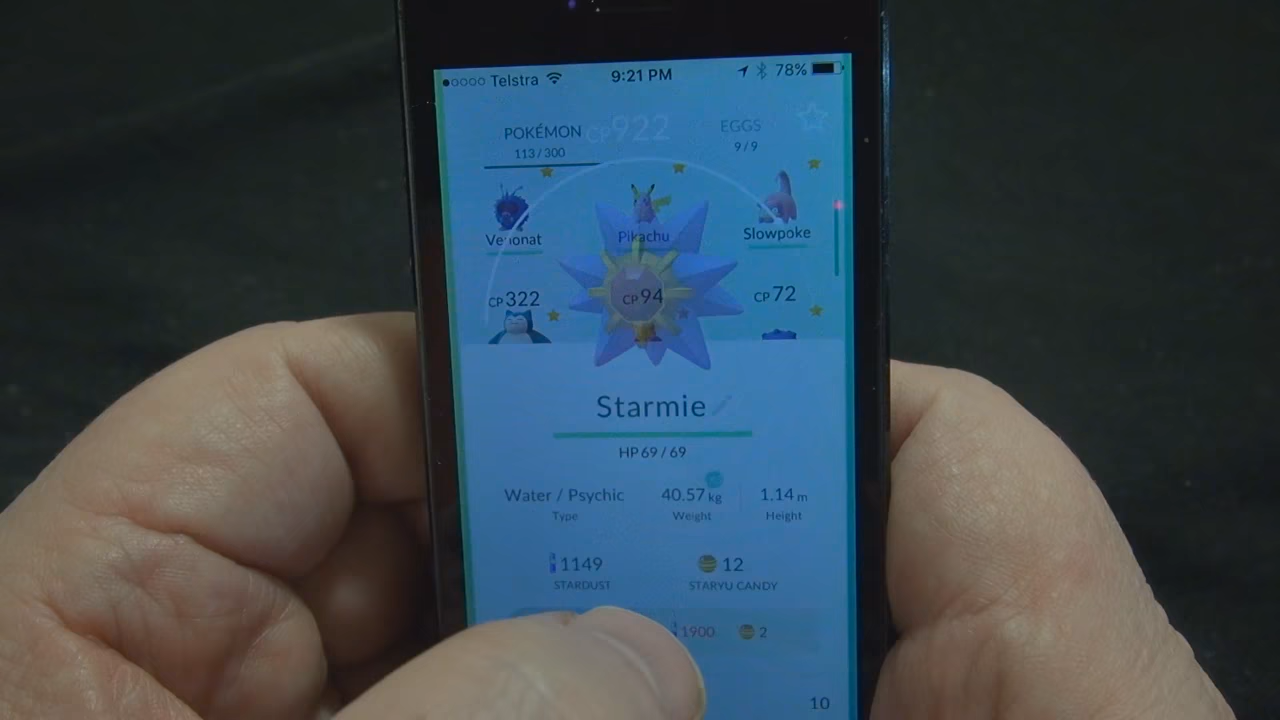 Telstra 9:21 PM 78%
POKÉMON CP922 EGGS
113/300 9/9
Venonat Pikachu Slowpoke
CP322 CP94 CP72
Starmie
HP 69 / 69
Water / Psychic 40.57 kg 1.14 m
Type Weight Height
1149 12
STARDUST STARYU CANDY
1900 2
10